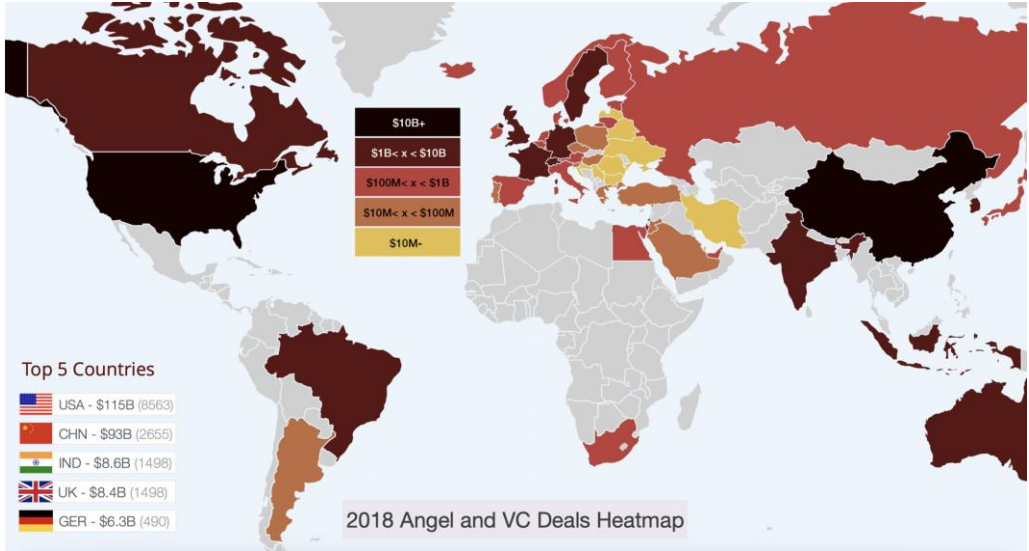 $10B+
$1B< x < $10B
$100M< x < $1B
$10M< x < $100M
$10M-
Top 5 Countries
USA - $115B (8563)
CHN - $93B (2655)
IND - $8.6B (1498)
UK - $8.4B (1498)
GER - $6.3B (490)
2018 Angel and VC Deals Heatmap